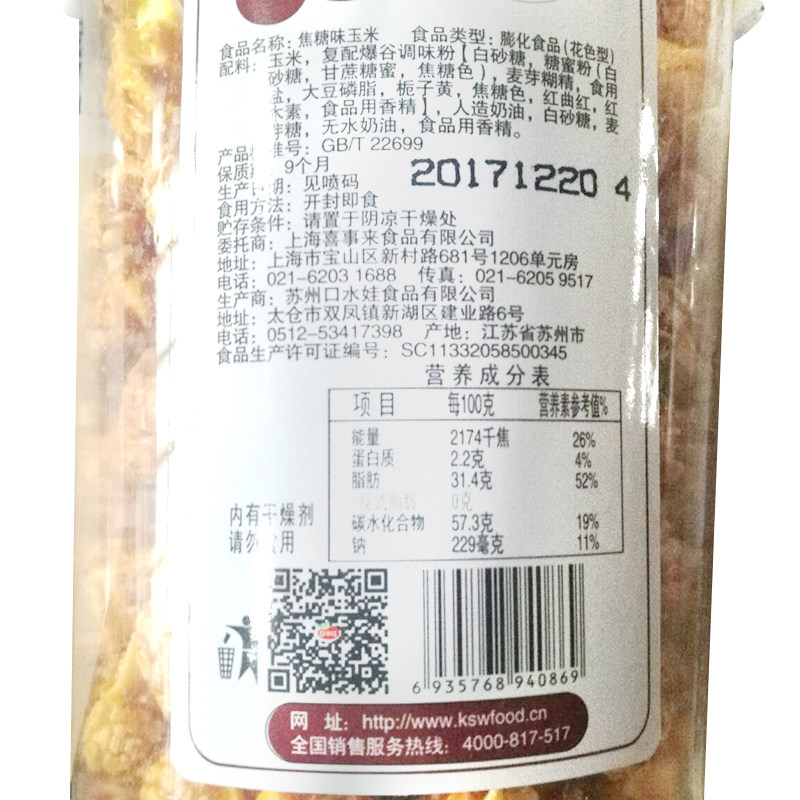 食品名称：焦糖味玉米 食品类型：膨化食品(花色型)
配料：玉米，复配爆谷调味粉【白砂糖，糖蜜粉（白
砂糖，甘蔗糖蜜，焦糖色），麦芽糊精，食用
盐，大豆磷脂，栀子黄，焦糖色，红曲红，红
木素，食品用香精】，人造奶油，白砂糖，麦
芽糖，无水奶油，食品用香精。
产品 准号：GB/T 22699
保质 9个月
生产 期：见喷码
20171220 4
食用方法：开封即食
贮存条件：请置于阴凉干燥处
委托商：上海喜事来食品有限公司
地址：上海市宝山区新村路681号1206单元房
电话：021-6203 1688 传真：021-6205 9517
生产商：苏州口水娃食品有限公司
地址：太仓市双凤镇新湖区建业路6号
电话：0512-53417398 产地：江苏省苏州市
食品生产许可证编号：SC11332058500345
营养成分表
项目 每100克 营养素参考值%
能量 2174千焦 26%
蛋白质 2.2克 4%
脂肪 31.4克 52%
反式脂肪 0克
碳水化合物 57.3克 19%
钠 229毫克 11%
内有干燥剂
请勿食用
6 935768 940869
网 址：http://www.kswfood.cn
全国销售服务热线：4000-817-517